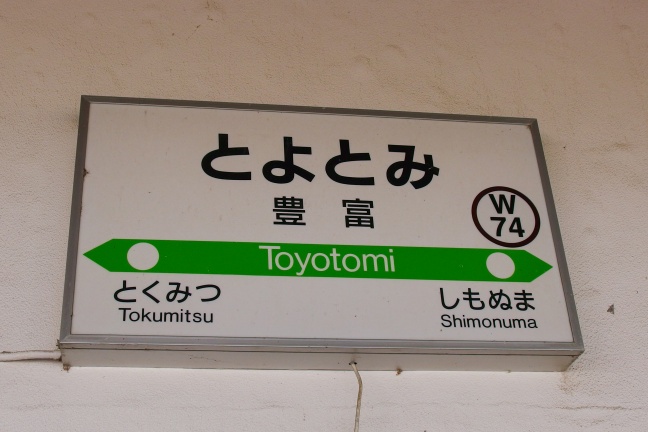 とよとみ
豊富
W
74
Toyotomi
とくみつ
Tokumitsu
しもぬま
Shimonuma